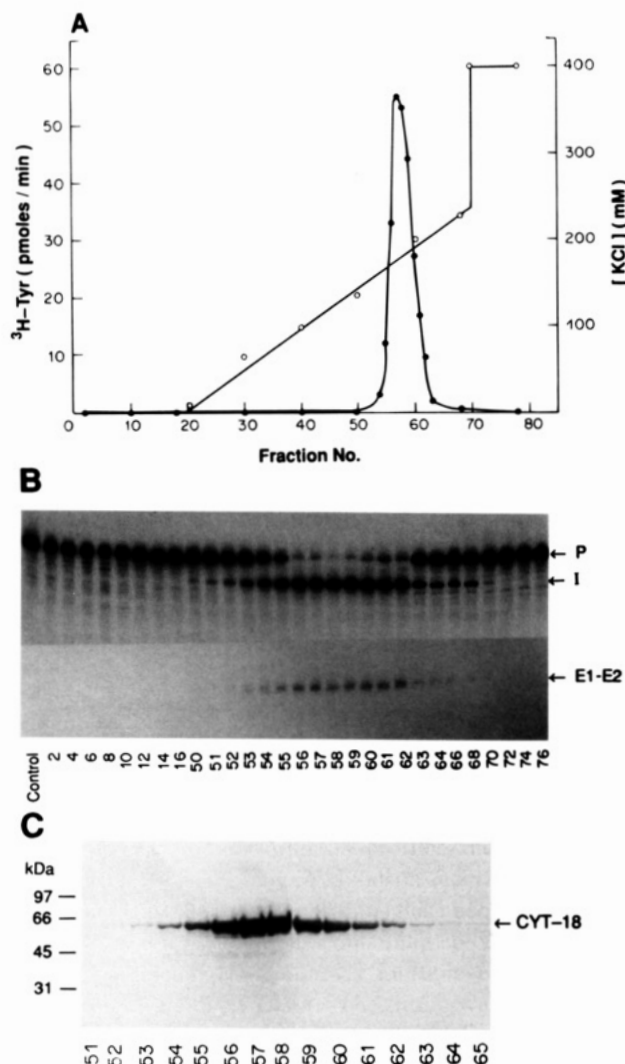 A
³H–Tyr ( pmoles / min )
60
50
40
30
20
10
[ KCl ] ( mM )
400
300
200
100
0 10 20 30 40 50 60 70 80
Fraction No.
B
← P
← I
← E1-E2
Control 2 4 6 8 10 12 14 16 50 51 52 53 54 55 56 57 58 59 60 61 62 63 64 66 68 70 72 74 76
C
kDa
97
66
45
31
← CYT–18
51 52 53 54 55 56 57 58 59 60 61 62 63 64 65